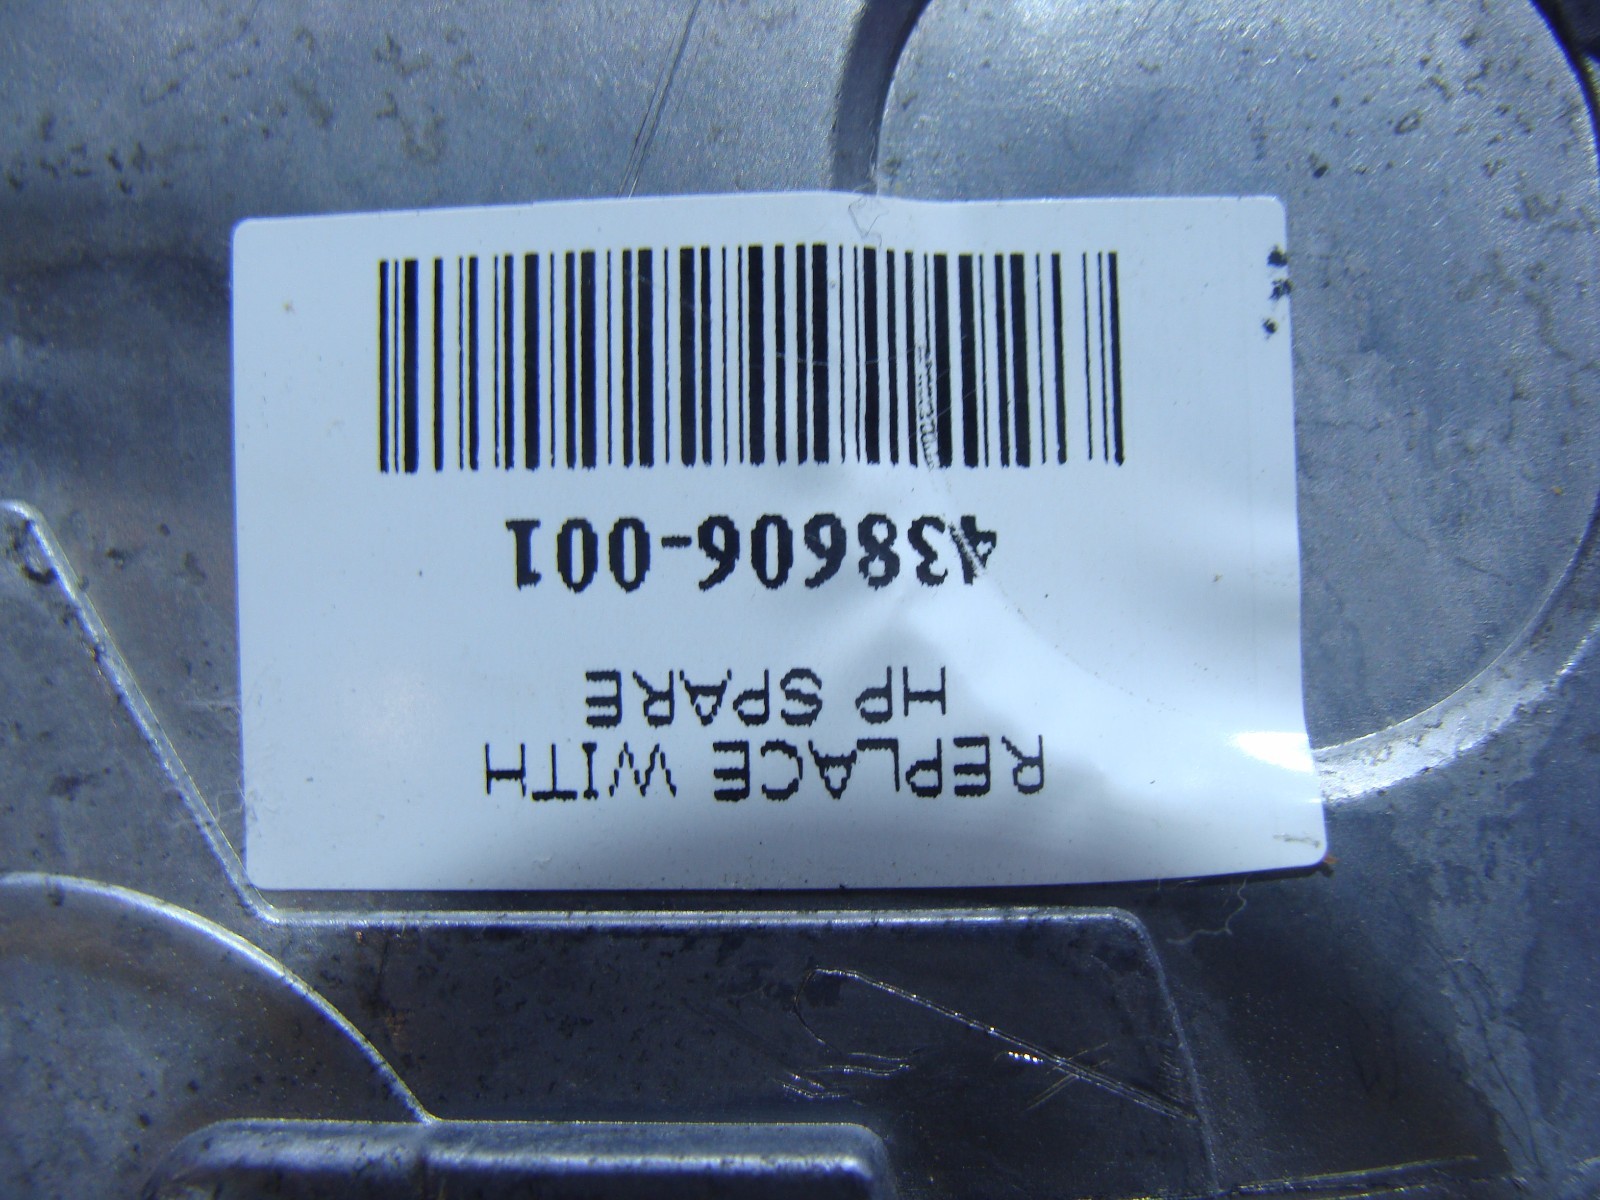 REPLACE WITH
HP SPARE
438606-001